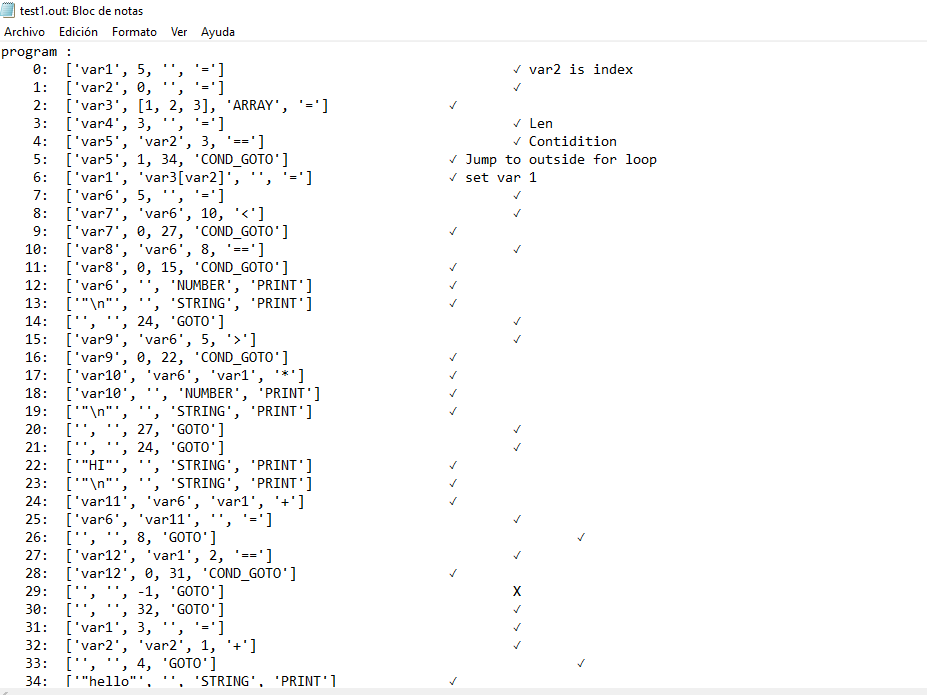 test1.out: Bloc de notas
Archivo Edición Formato Ver Ayuda
program :
0: ['var1', 5, '', '='] ✓ var2 is index
1: ['var2', 0, '', '='] ✓
2: ['var3', [1, 2, 3], 'ARRAY', '='] ✓
3: ['var4', 3, '', '='] ✓ Len
4: ['var5', 'var2', 3, '=='] ✓ Contidition
5: ['var5', 1, 34, 'COND_GOTO'] ✓ Jump to outside for loop
6: ['var1', 'var3[var2]', '', '='] ✓ set var 1
7: ['var6', 5, '', '='] ✓
8: ['var7', 'var6', 10, '<'] ✓
9: ['var7', 0, 27, 'COND_GOTO'] ✓
10: ['var8', 'var6', 8, '=='] ✓
11: ['var8', 0, 15, 'COND_GOTO'] ✓
12: ['var6', '', 'NUMBER', 'PRINT'] ✓
13: ['"\n"', '', 'STRING', 'PRINT'] ✓
14: ['', '', 24, 'GOTO'] ✓
15: ['var9', 'var6', 5, '>'] ✓
16: ['var9', 0, 22, 'COND_GOTO'] ✓
17: ['var10', 'var6', 'var1', '*'] ✓
18: ['var10', '', 'NUMBER', 'PRINT'] ✓
19: ['"\n"', '', 'STRING', 'PRINT'] ✓
20: ['', '', 27, 'GOTO'] ✓
21: ['', '', 24, 'GOTO'] ✓
22: ['"HI"', '', 'STRING', 'PRINT'] ✓
23: ['"\n"', '', 'STRING', 'PRINT'] ✓
24: ['var11', 'var6', 'var1', '+'] ✓
25: ['var6', 'var11', '', '='] ✓
26: ['', '', 8, 'GOTO'] ✓
27: ['var12', 'var1', 2, '=='] ✓
28: ['var12', 0, 31, 'COND_GOTO'] ✓
29: ['', '', -1, 'GOTO'] X
30: ['', '', 32, 'GOTO'] ✓
31: ['var1', 3, '', '='] ✓
32: ['var2', 'var2', 1, '+'] ✓
33: ['', '', 4, 'GOTO'] ✓
34: ['"hello"', '', 'STRING', 'PRINT'] ✓